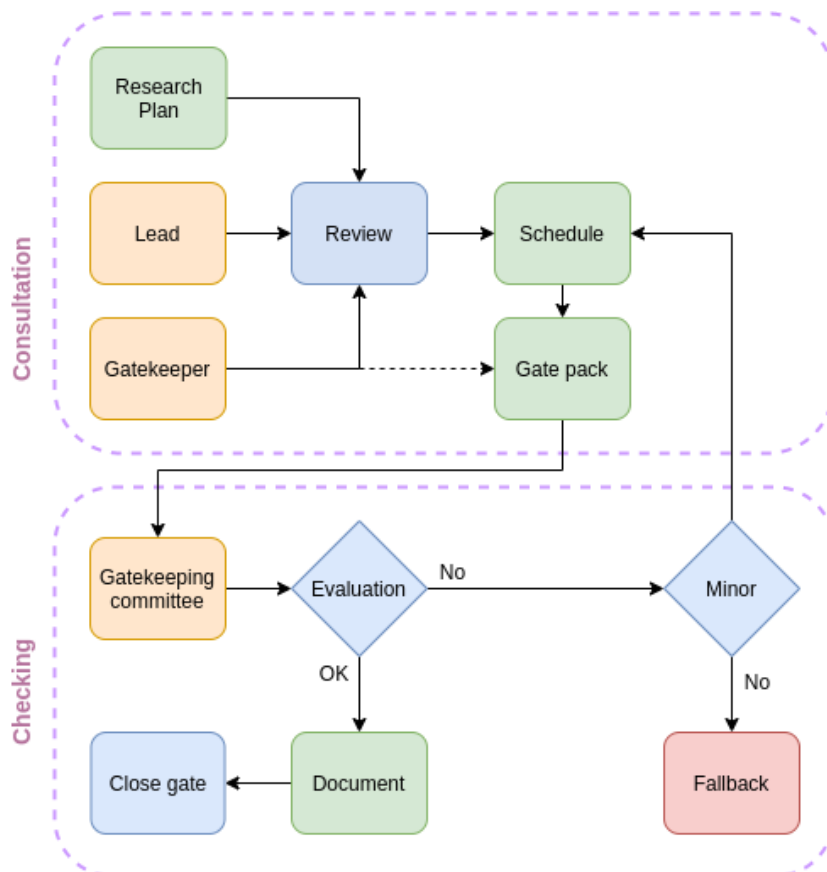 Research
Plan
Lead
Review
Schedule
Consultation
Gatekeeper
Gate pack
Gatekeeping
committee
Evaluation
No
Minor
OK
No
Checking
Close gate
Document
Fallback